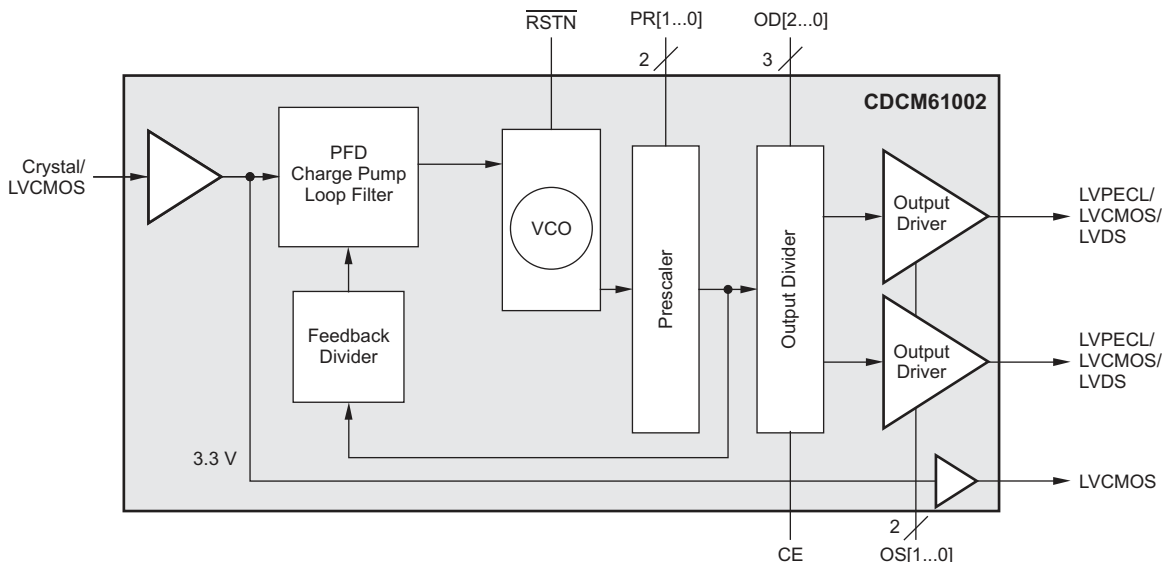 RSTN PR[1...0] OD[2...0]
2 3
CDCM61002
Crystal/
LVCMOS
PFD
Charge Pump
Loop Filter
VCO
Feedback
Divider
Prescaler
Output Divider
Output
Driver
LVPECL/
LVCMOS/
LVDS
Output
Driver
LVPECL/
LVCMOS/
LVDS
3.3 V
LVCMOS
2
CE OS[1...0]